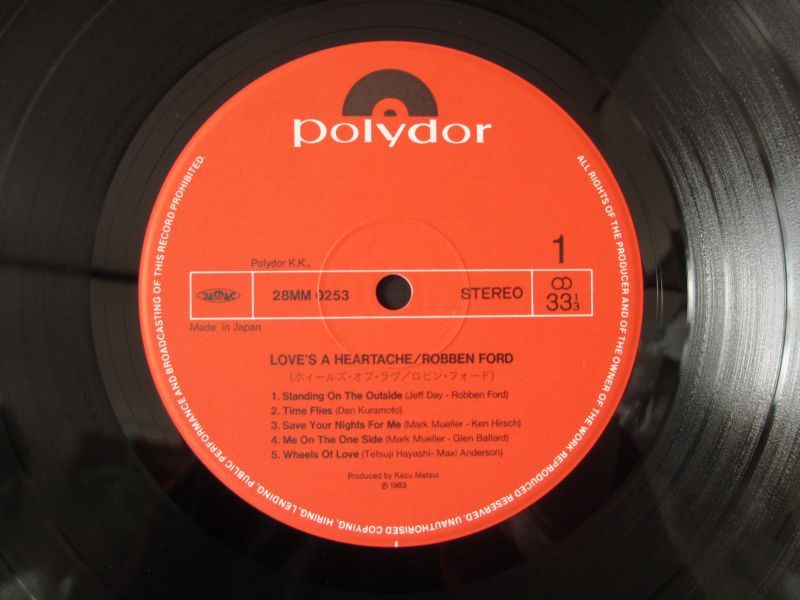 polydor
ALL RIGHTS OF THE PRODUCER AND OF THE OWNER OF THE WORK REPRODUCED RESERVED. UNAUTHORISED COPYING, HIRING, LENDING, PUBLIC PERFORMANCE AND BROADCASTING OF THIS RECORD PROHIBITED.
1
Polydor K.K.,
JASRAC
28MM 0253
STEREO
33 1/3
Made in Japan
LOVE'S A HEARTACHE/ROBBEN FORD
(ホィールズ・オブ・ラヴ/ロビン・フォード)
1. Standing On The Outside (Jeff Day - Robben Ford)
2. Time Flies (Dan Kuramoto)
3. Save Your Nights For Me (Mark Mueller - Ken Hirsch)
4. Me On The One Side (Mark Mueller - Glen Ballard)
5. Wheels Of Love (Tetsuji Hayashi- Maxi Anderson)
Produced by Kazu Matsui
℗ 1983